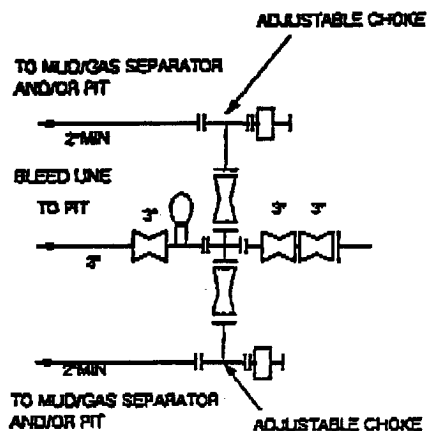 ADJUSTABLE CHOKE
TO MUD/GAS SEPARATOR
AND/OR PIT
2"MIN
BLEED LINE
TO PIT
3"
3" 3"
3"
2"MIN
TO MUD/GAS SEPARATOR
AND/OR PIT
ADJUSTABLE CHOKE